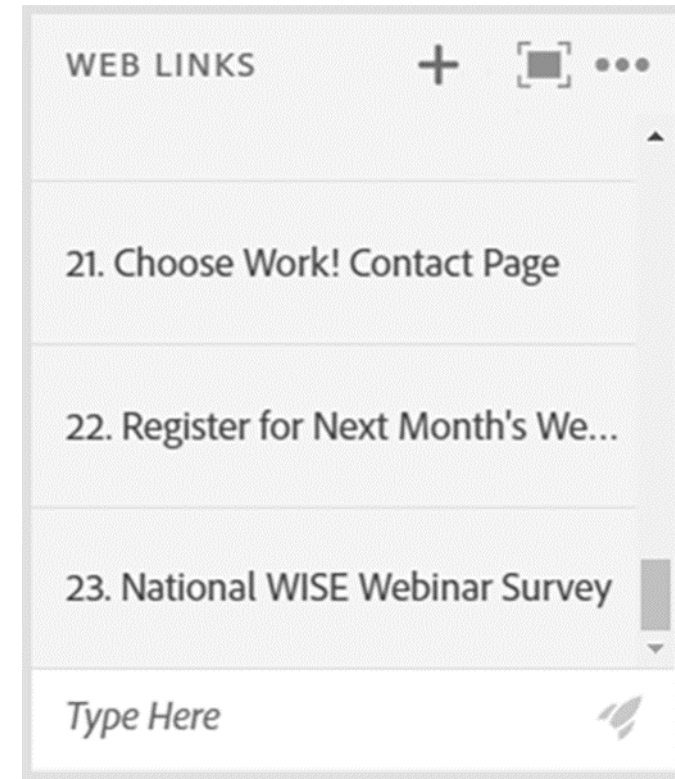 WEB LINKS
21. Choose Work! Contact Page
22. Register for Next Month's We...
23. National WISE Webinar Survey
Type Here